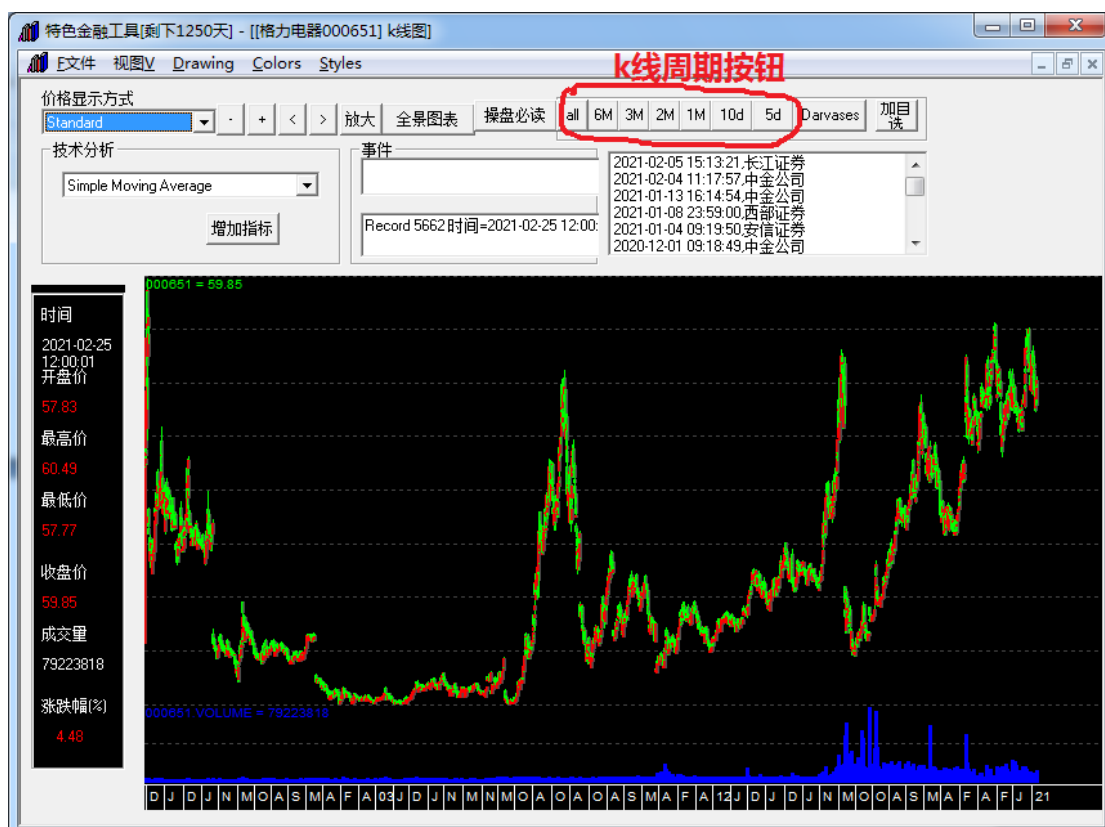 特色金融工具[剩下1250天] - [[格力电器000651] k线图]
F文件 视图V Drawing Colors Styles
k线周期按钮
价格显示方式
Standard - + < > 放大 全景图表 操盘必读 all 6M 3M 2M 1M 10d 5d Darvases 加目选
技术分析
Simple Moving Average
增加指标
事件
Record 5662 时间=2021-02-25 12:00:
2021-02-05 15:13:21,长江证券
2021-02-04 11:17:57,中金公司
2021-01-13 16:14:54,中金公司
2021-01-08 23:59:00,西部证券
2021-01-04 09:19:50,安信证券
2020-12-01 09:18:49,中金公司
000651 = 59.85
时间
2021-02-25
12:00:01
开盘价
57.83
最高价
60.49
最低价
57.77
收盘价
59.85
成交量
79223818
涨跌幅(%)
4.48
000651.VOLUME = 79223818
D J D J N M O A S M A F A 03 J D J N M N M O A O A O A S M A F A 12 J D J D J N M O O A S M A F A F J 21